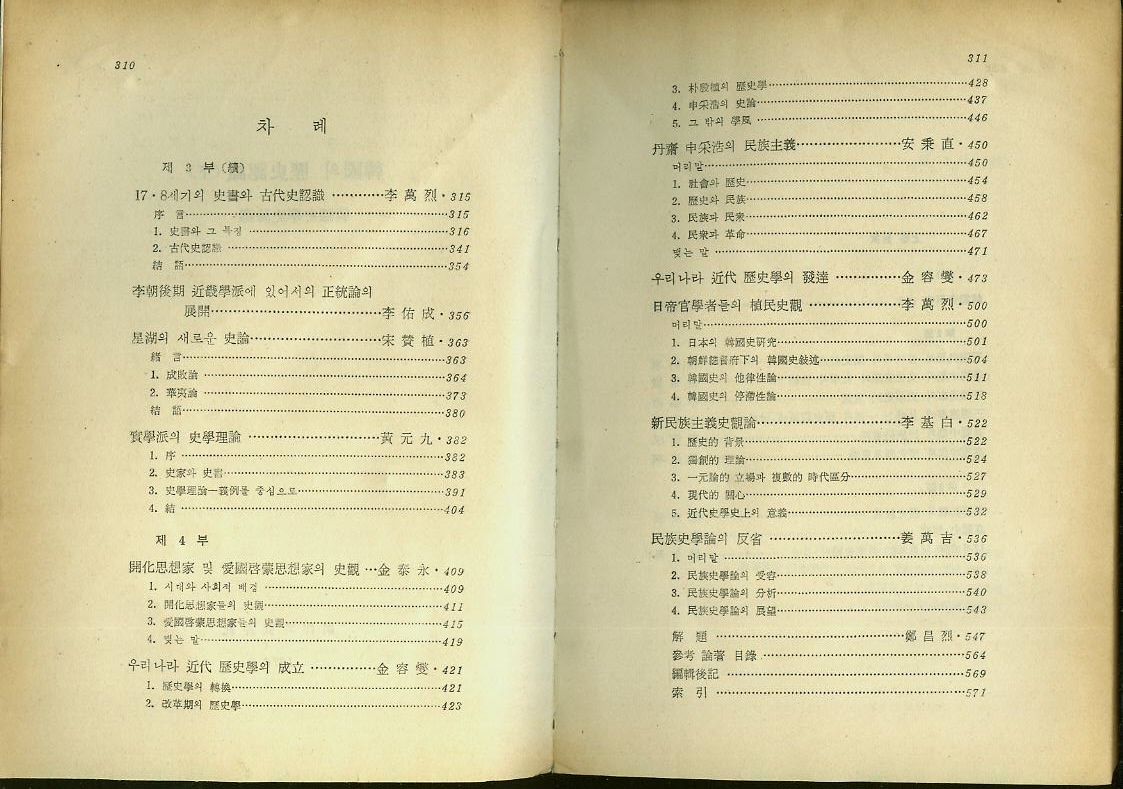 310
차 례
제 3 부 (續)
17·8세기의 史書와 古代史認識 …………李 萬 烈·315
序 言……………315
1. 史書와 그 특징 ……………316
2. 古代史認識 ……………341
結 語……………354
李朝後期 近畿學派에 있어서의 正統論의
展開……………李 佑 成·356
星湖의 새로운 史論……………宋 贊 植·363
緖 言……………363
1. 成敗論 ……………364
2. 華夷論 ……………373
結 語……………380
實學派의 史學理論 ……………黃 元 九·382
1. 序 ……………382
2. 史家와 史書……………383
3. 史學理論—義例를 중심으로……………391
4. 結 ……………404
제 4 부
開化思想家 및 愛國啓蒙思想家의 史觀 …金 泰 永·409
1. 시대와 사회적 배경 ……………409
2. 開化思想家들의 史觀……………411
3. 愛國啓蒙思想家들의 史觀……………415
4. 맺는 말……………419
우리나라 近代 歷史學의 成立 …………金 容 燮·421
1. 歷史學의 轉換……………421
2. 改革期의 歷史學……………423
311
3. 朴殷植의 歷史學……………428
4. 申采浩의 史論……………437
5. 그 밖의 學風 ……………446
丹齋 申采浩의 民族主義……………安 秉 直·450
머리말……………450
1. 社會와 歷史……………454
2. 歷史와 民族……………458
3. 民族과 民衆……………462
4. 民衆과 革命……………467
맺는 말 ……………471
우리나라 近代 歷史學의 發達 …………金 容 燮·473
日帝官學者들의 植民史觀 ……………李 萬 烈·500
머리말……………500
1. 日本의 韓國史硏究……………501
2. 朝鮮總督府下의 韓國史敍述……………504
3. 韓國史의 他律性論……………511
4. 韓國史의 停滯性論……………518
新民族主義史觀論……………李 基 白·522
1. 歷史的 背景……………522
2. 獨創的 理論……………524
3. 一元論的 立場과 複數的 時代區分……………527
4. 現代的 關心……………529
5. 近代史學史上의 意義……………532
民族史學論의 反省 ……………姜 萬 吉·536
1. 머리말 ……………536
2. 民族史學論의 受容……………538
3. 民族史學論의 分析……………540
4. 民族史學論의 展望……………543
解 題 ……………鄭 昌 烈·547
參考 論著 目錄 ……………564
編輯後記 ……………569
索 引 ……………571